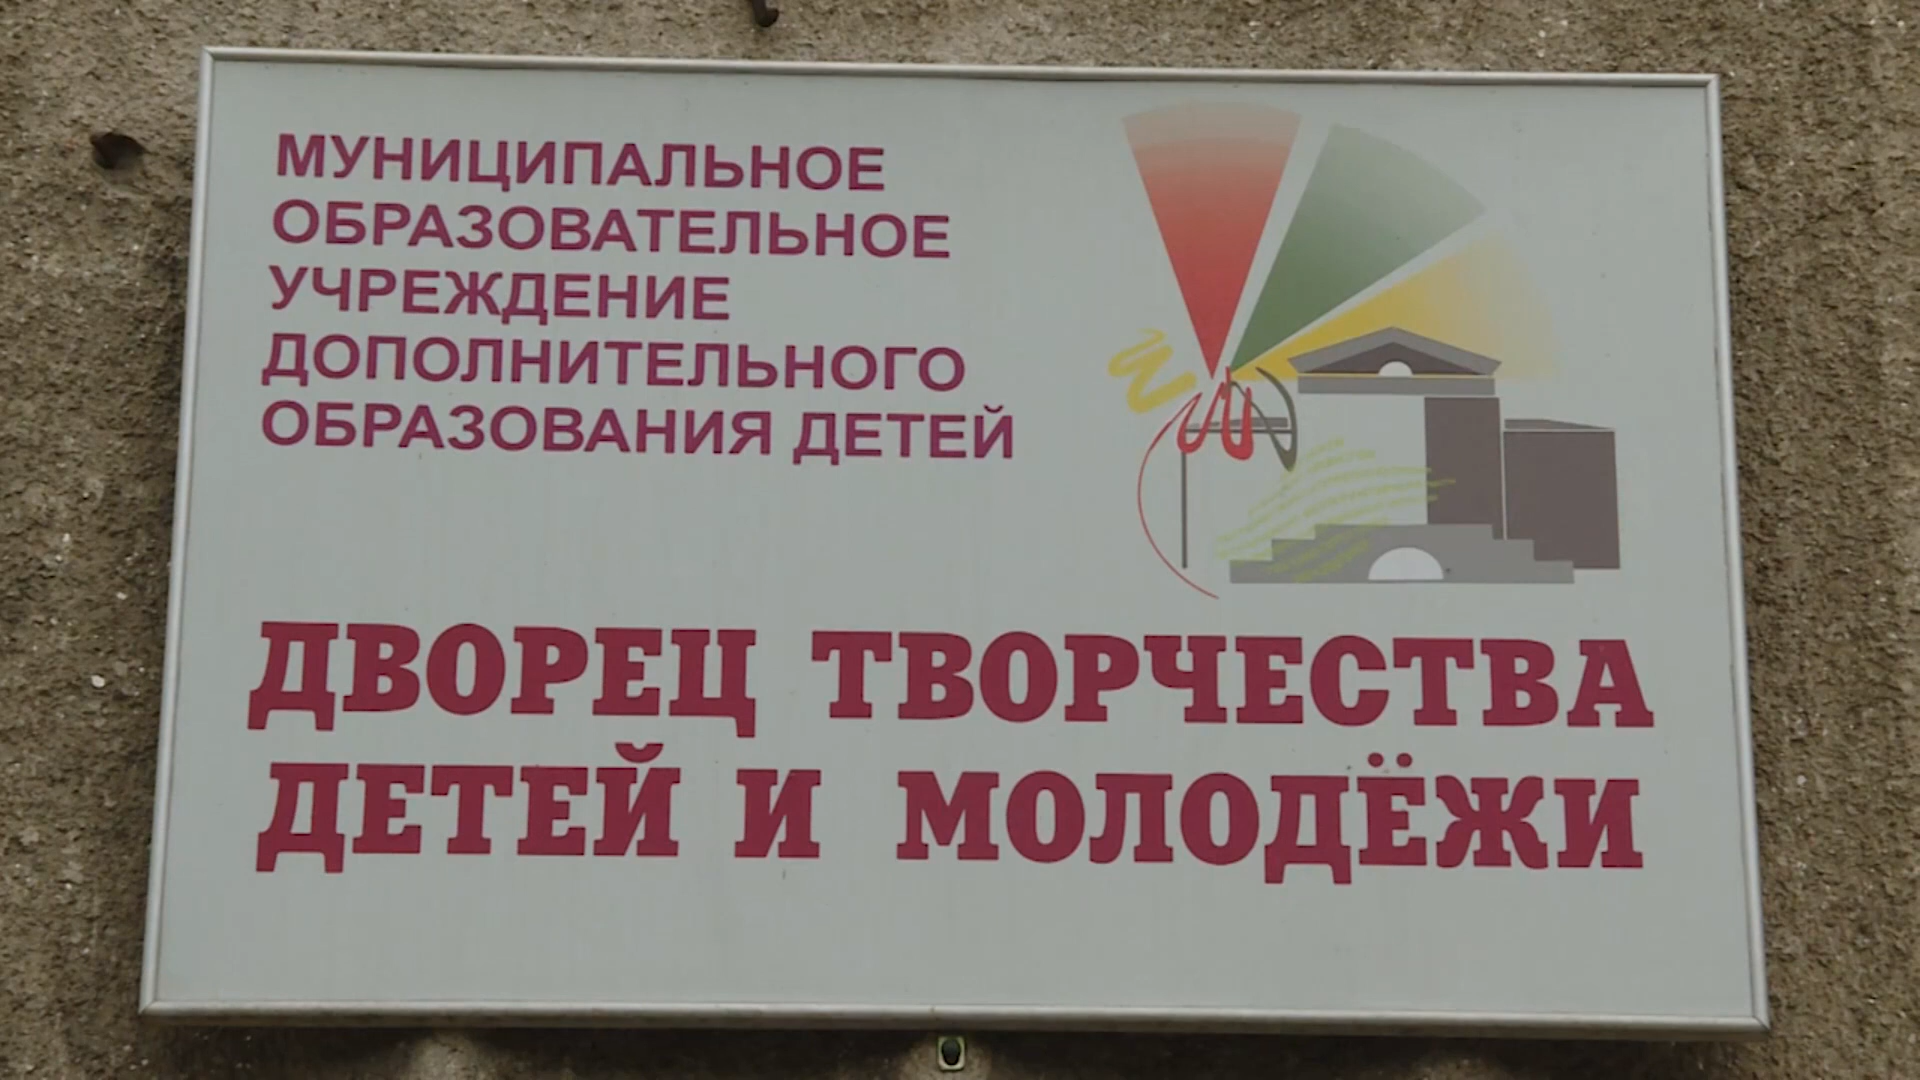 МУНИЦИПАЛЬНОЕ
ОБРАЗОВАТЕЛЬНОЕ
УЧРЕЖДЕНИЕ
ДОПОЛНИТЕЛЬНОГО
ОБРАЗОВАНИЯ ДЕТЕЙ
ДВОРЕЦ ТВОРЧЕСТВА
ДЕТЕЙ И МОЛОДЁЖИ